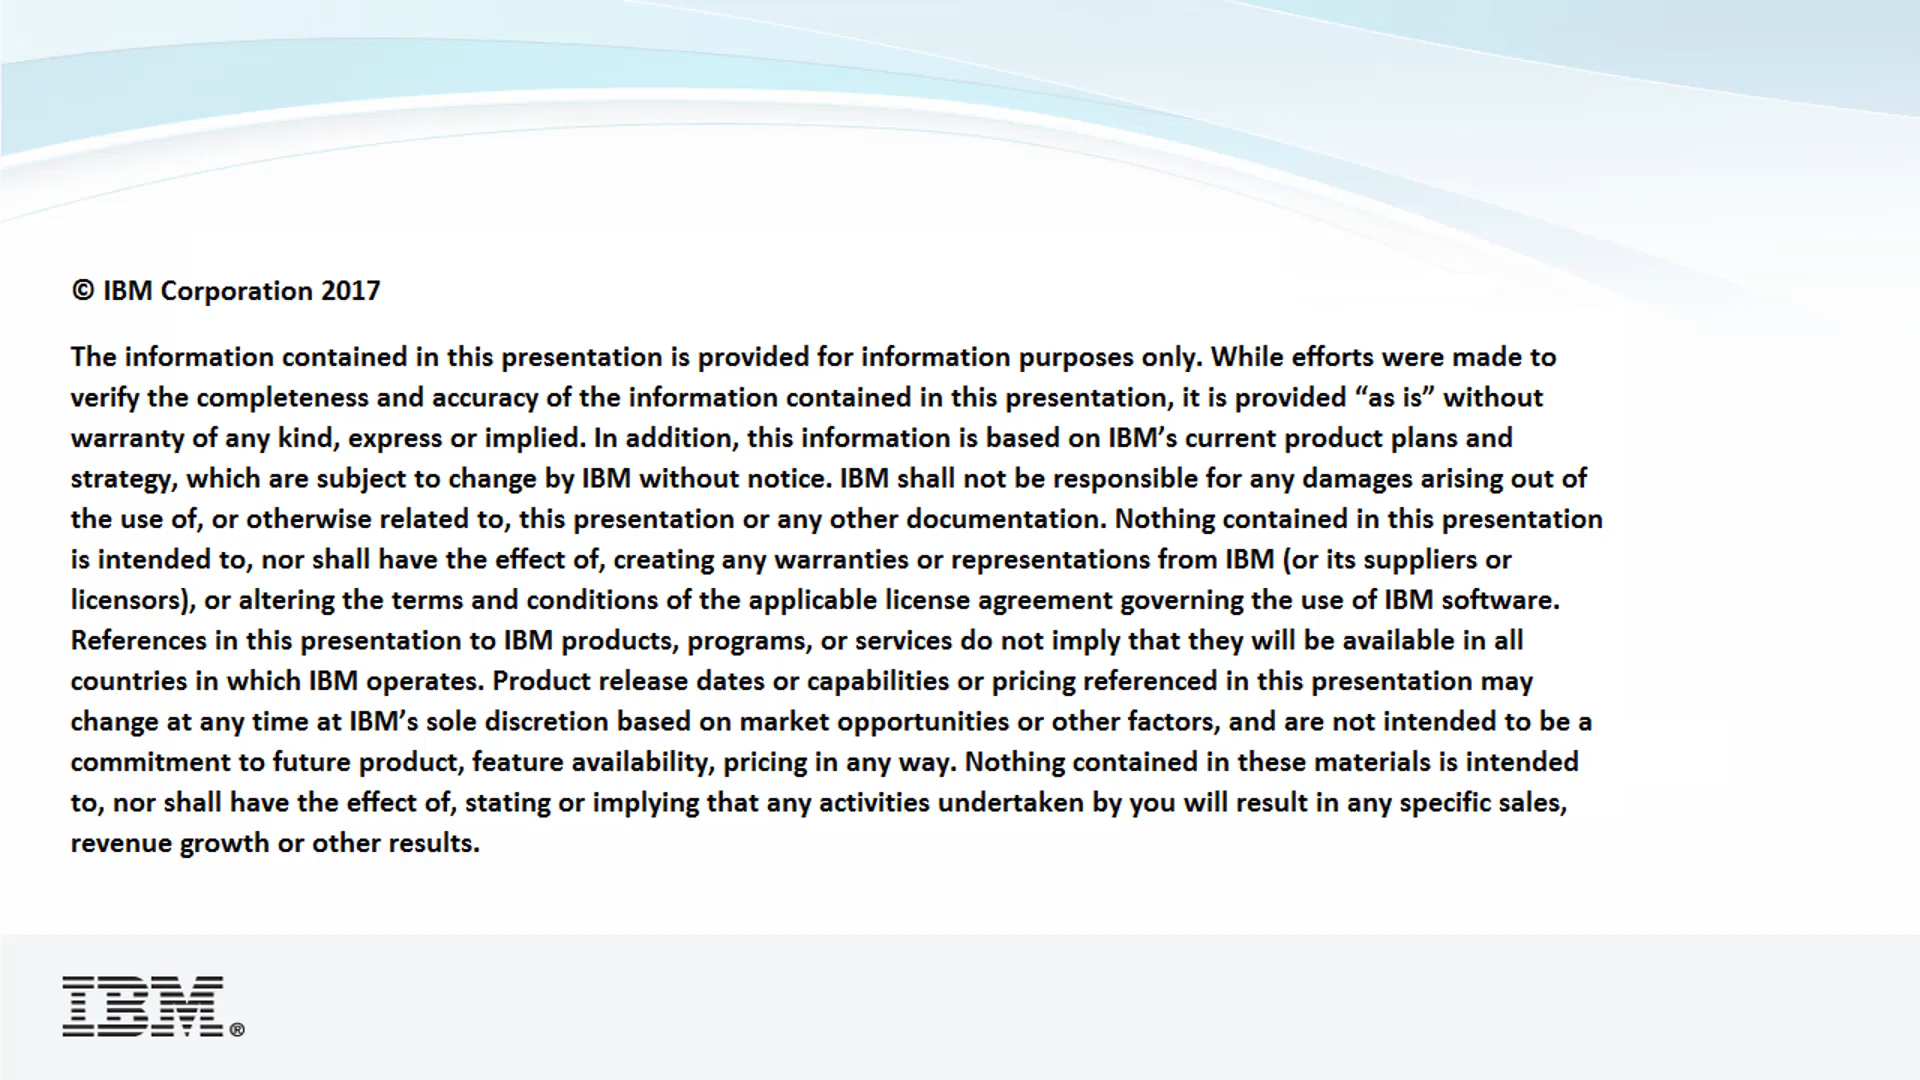 © IBM Corporation 2017
The information contained in this presentation is provided for information purposes only. While efforts were made to
verify the completeness and accuracy of the information contained in this presentation, it is provided “as is” without
warranty of any kind, express or implied. In addition, this information is based on IBM’s current product plans and
strategy, which are subject to change by IBM without notice. IBM shall not be responsible for any damages arising out of
the use of, or otherwise related to, this presentation or any other documentation. Nothing contained in this presentation
is intended to, nor shall have the effect of, creating any warranties or representations from IBM (or its suppliers or
licensors), or altering the terms and conditions of the applicable license agreement governing the use of IBM software.
References in this presentation to IBM products, programs, or services do not imply that they will be available in all
countries in which IBM operates. Product release dates or capabilities or pricing referenced in this presentation may
change at any time at IBM’s sole discretion based on market opportunities or other factors, and are not intended to be a
commitment to future product, feature availability, pricing in any way. Nothing contained in these materials is intended
to, nor shall have the effect of, stating or implying that any activities undertaken by you will result in any specific sales,
revenue growth or other results.
IBM®